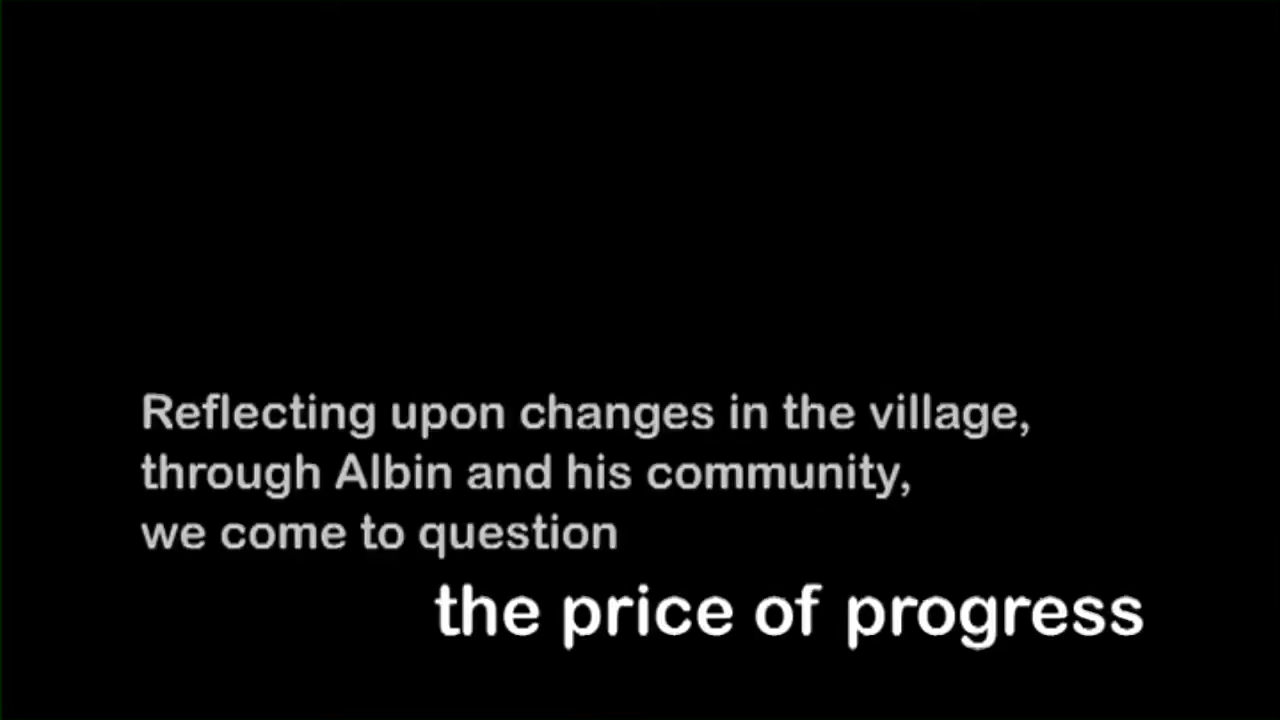 Reflecting upon changes in the village,
through Albin and his community,
we come to question
the price of progress